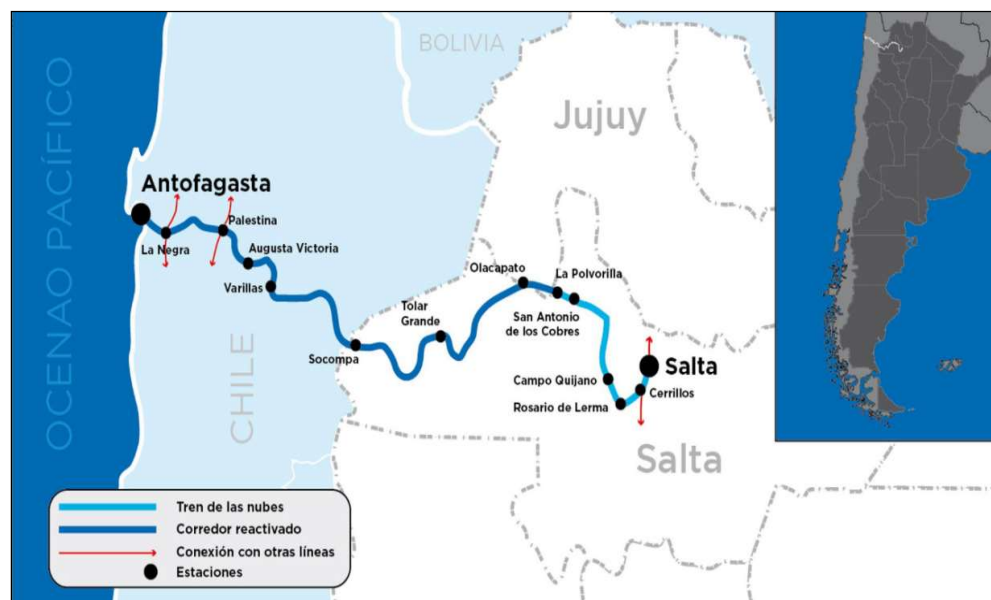 OCENAO PACÍFICO
BOLIVIA
CHILE
Jujuy
Salta
Antofagasta
La Negra
Palestina
Augusta Victoria
Varillas
Socompa
Tolar
Grande
Olacapato
La Polvorilla
San Antonio
de los Cobres
Campo Quijano
Rosario de Lerma
Cerrillos
Salta
Tren de las nubes
Corredor reactivado
Conexión con otras líneas
Estaciones